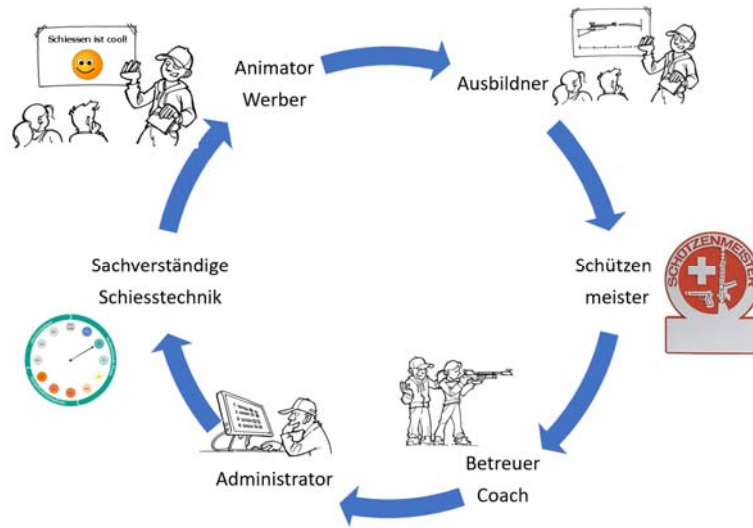 Schiessen ist cool!
Animator
Werber
Ausbildner
Sachverständige
Schiesstechnik
Schützen
meister
SCHÜTZENMEISTER
Betreuer
Coach
Administrator